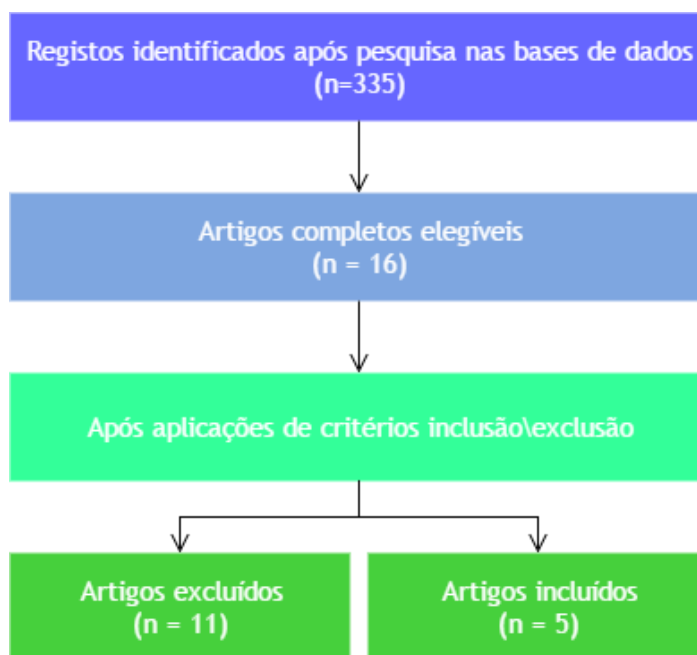 Registos identificados após pesquisa nas bases de dados
(n=335)
Artigos completos elegíveis
(n = 16)
Após aplicações de critérios inclusão\exclusão
Artigos excluídos
(n = 11)
Artigos incluídos
(n = 5)